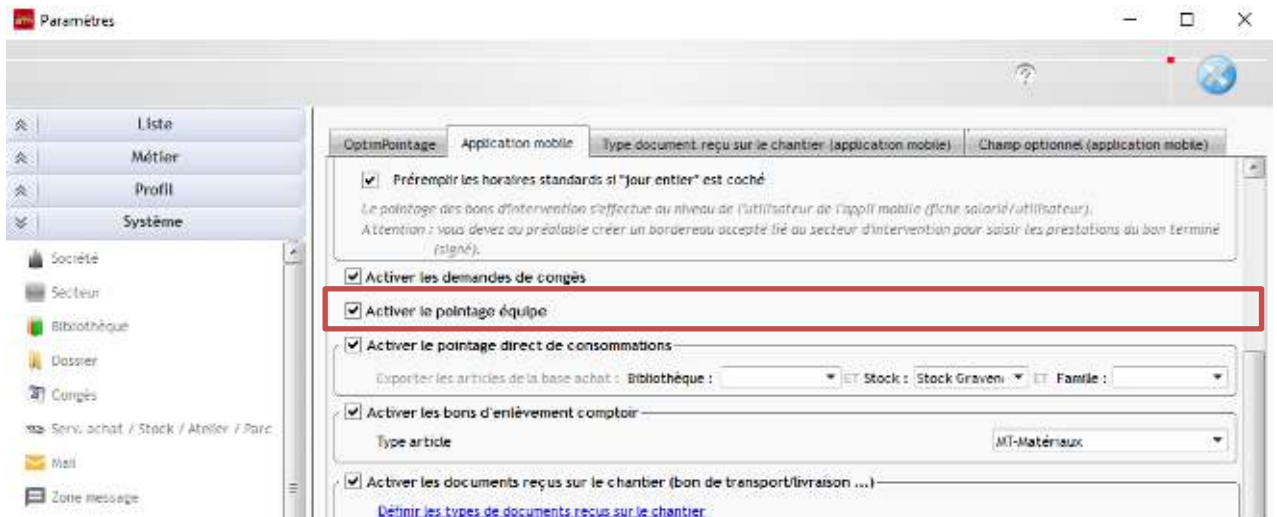 Paramètres
Liste
Métier
Profil
Système
Société
Secteur
Bibliothèque
Dossier
Congés
Serv. achat / Stock / Atelier / Parc
Mail
Zone message
OptimPointage Application mobile Type document reçu sur le chantier (application mobile) Champ optionnel (application mobile)
Préremplir les horaires standards si "jour entier" est coché
Le pointage des bons d'intervention s'effectue au niveau de l'utilisateur de l'appli mobile (fiche salarié/utilisateur).
Attention : vous devez au préalable créer un bordereau accepté lié au secteur d'intervention pour saisir les prestations du bon terminé
(signé).
Activer les demandes de congés
Activer le pointage équipe
Activer le pointage direct de consommations
Exporter les articles de la base achat : Bibliothèque : ET Stock : Stock Graven ET Famille :
Activer les bons d'enlèvement comptoir
Type article MT-Matériaux
Activer les documents reçus sur le chantier (bon de transport/livraison ...)
Définir les types de documents reçus sur le chantier